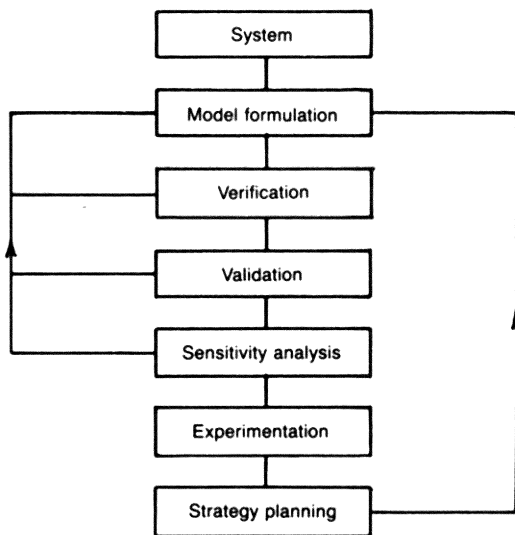 System
Model formulation
Verification
Validation
Sensitivity analysis
Experimentation
Strategy planning